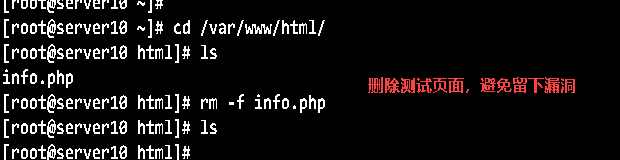 [root@server10 ~]#
[root@server10 ~]# cd /var/www/html/
[root@server10 html]# ls
info.php
删除测试页面，避免留下漏洞
[root@server10 html]# rm -f info.php
[root@server10 html]# ls
[root@server10 html]#